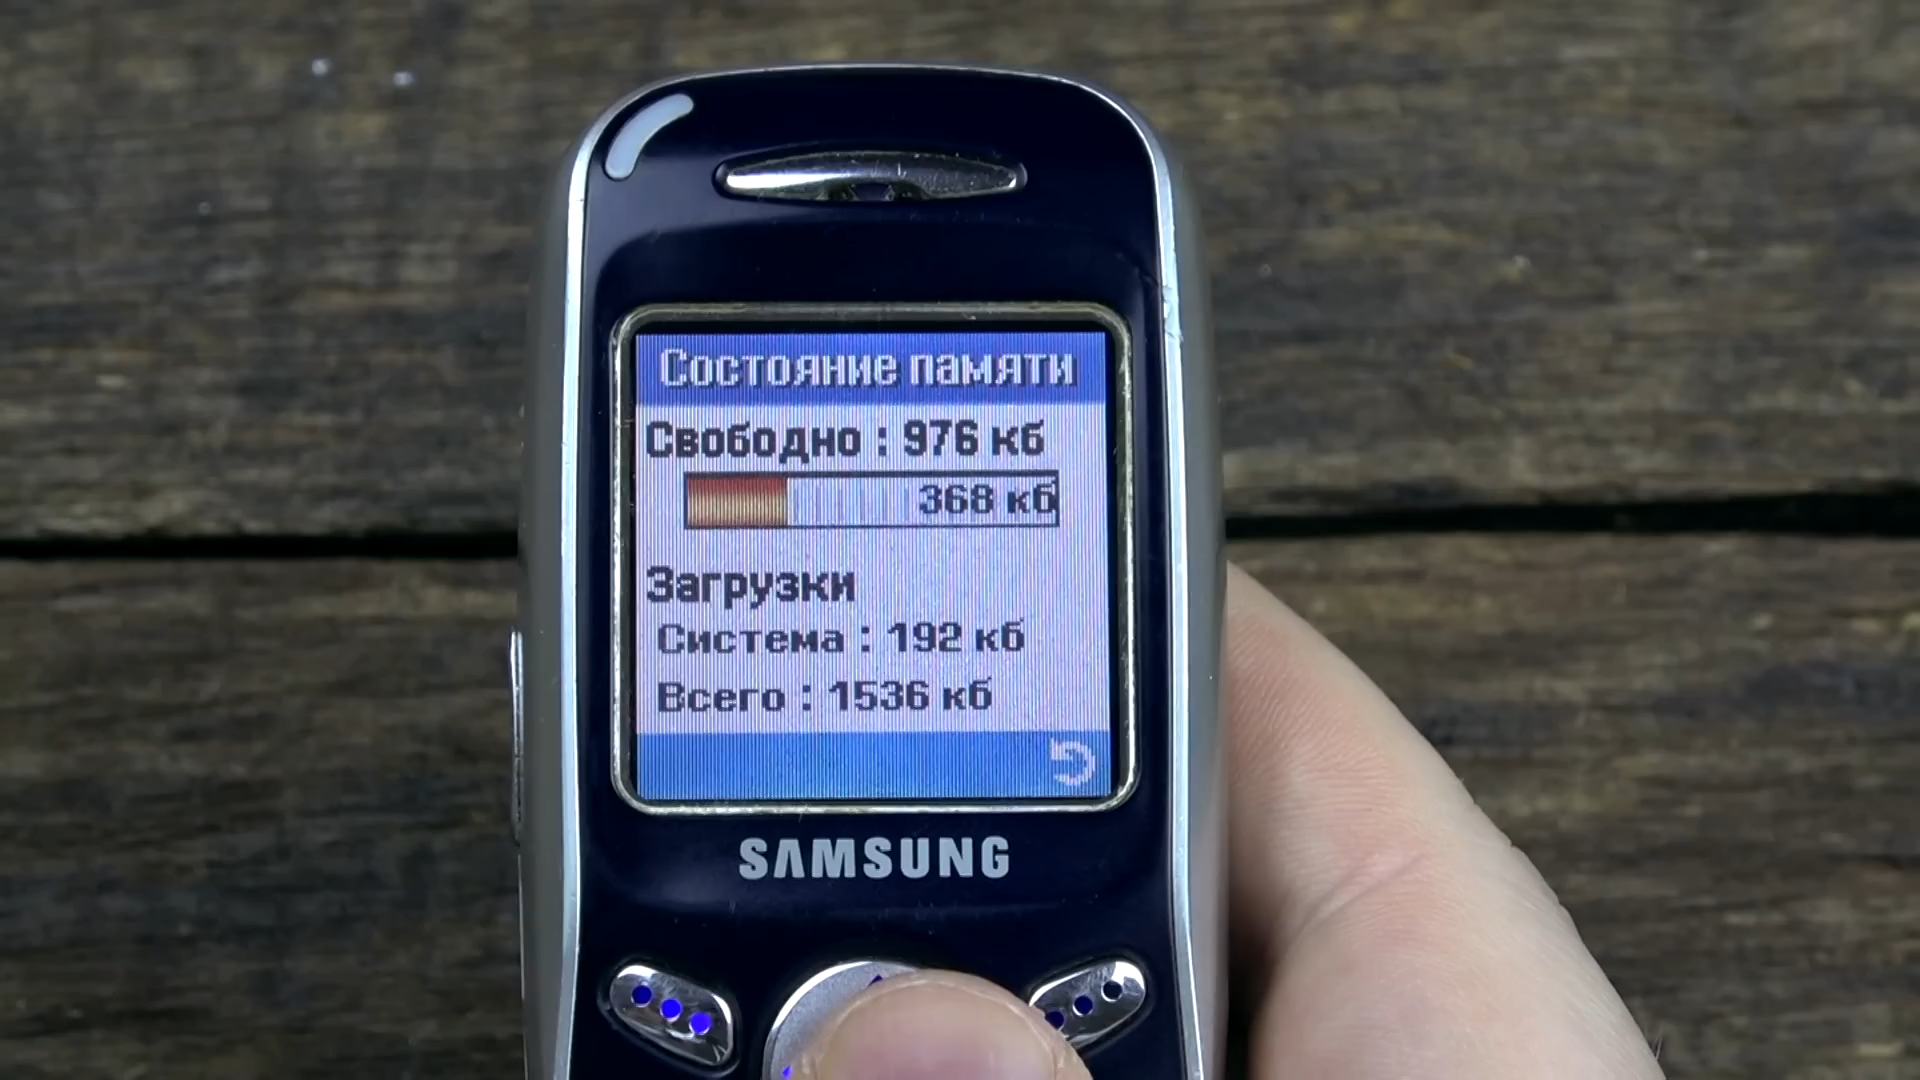 Состояние памяти
Свободно : 976 кб
368 кб
Загрузки
Система : 192 кб
Всего : 1536 кб
SAMSUNG